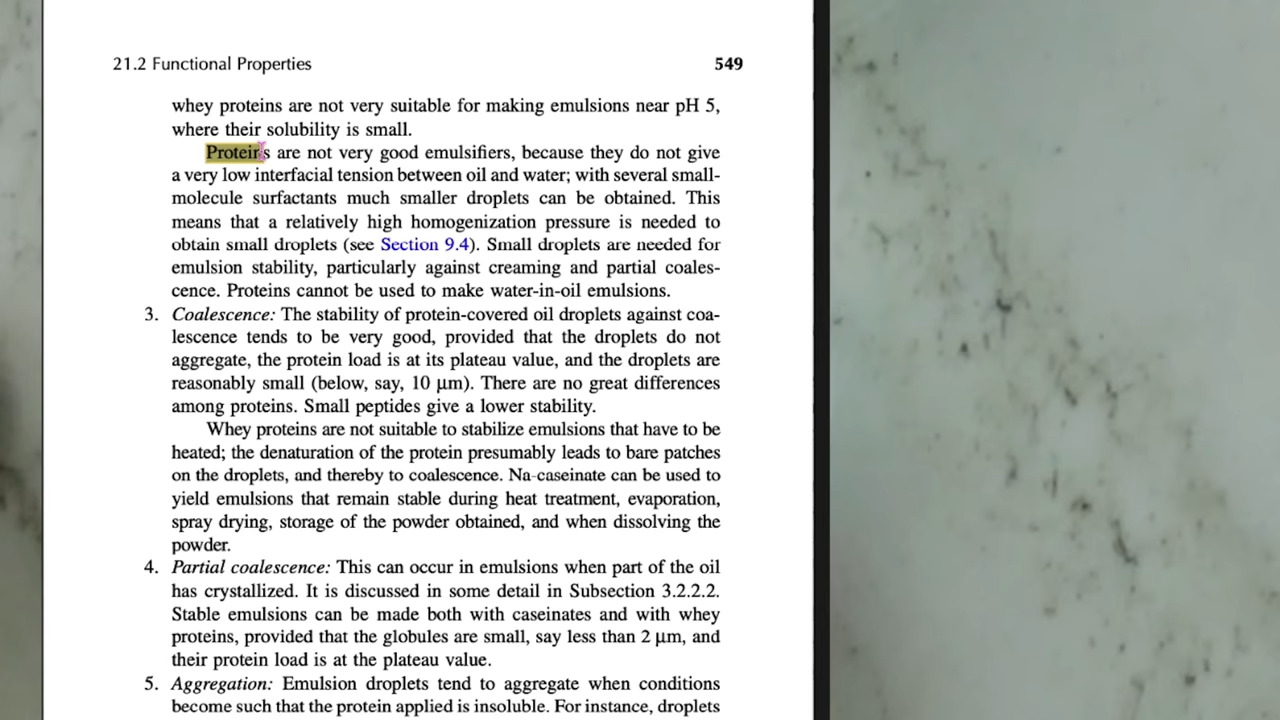 21.2 Functional Properties 549
whey proteins are not very suitable for making emulsions near pH 5,
where their solubility is small.
Proteins are not very good emulsifiers, because they do not give
a very low interfacial tension between oil and water; with several small-
molecule surfactants much smaller droplets can be obtained. This
means that a relatively high homogenization pressure is needed to
obtain small droplets (see Section 9.4). Small droplets are needed for
emulsion stability, particularly against creaming and partial coales-
cence. Proteins cannot be used to make water-in-oil emulsions.
3. Coalescence: The stability of protein-covered oil droplets against coa-
lescence tends to be very good, provided that the droplets do not
aggregate, the protein load is at its plateau value, and the droplets are
reasonably small (below, say, 10 μm). There are no great differences
among proteins. Small peptides give a lower stability.
Whey proteins are not suitable to stabilize emulsions that have to be
heated; the denaturation of the protein presumably leads to bare patches
on the droplets, and thereby to coalescence. Na-caseinate can be used to
yield emulsions that remain stable during heat treatment, evaporation,
spray drying, storage of the powder obtained, and when dissolving the
powder.
4. Partial coalescence: This can occur in emulsions when part of the oil
has crystallized. It is discussed in some detail in Subsection 3.2.2.2.
Stable emulsions can be made both with caseinates and with whey
proteins, provided that the globules are small, say less than 2 μm, and
their protein load is at the plateau value.
5. Aggregation: Emulsion droplets tend to aggregate when conditions
become such that the protein applied is insoluble. For instance, droplets